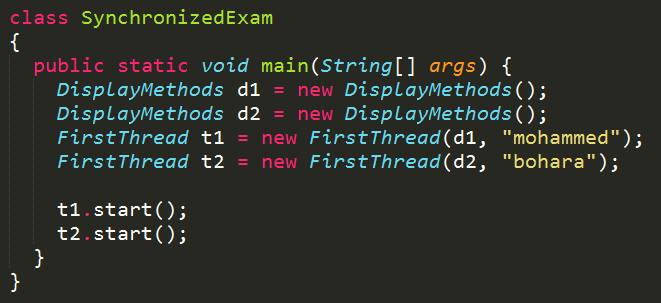 class SynchronizedExam
{
  public static void main(String[] args) {
    DisplayMethods d1 = new DisplayMethods();
    DisplayMethods d2 = new DisplayMethods();
    FirstThread t1 = new FirstThread(d1, "mohammed");
    FirstThread t2 = new FirstThread(d2, "bohara");

    t1.start();
    t2.start();
  }
}